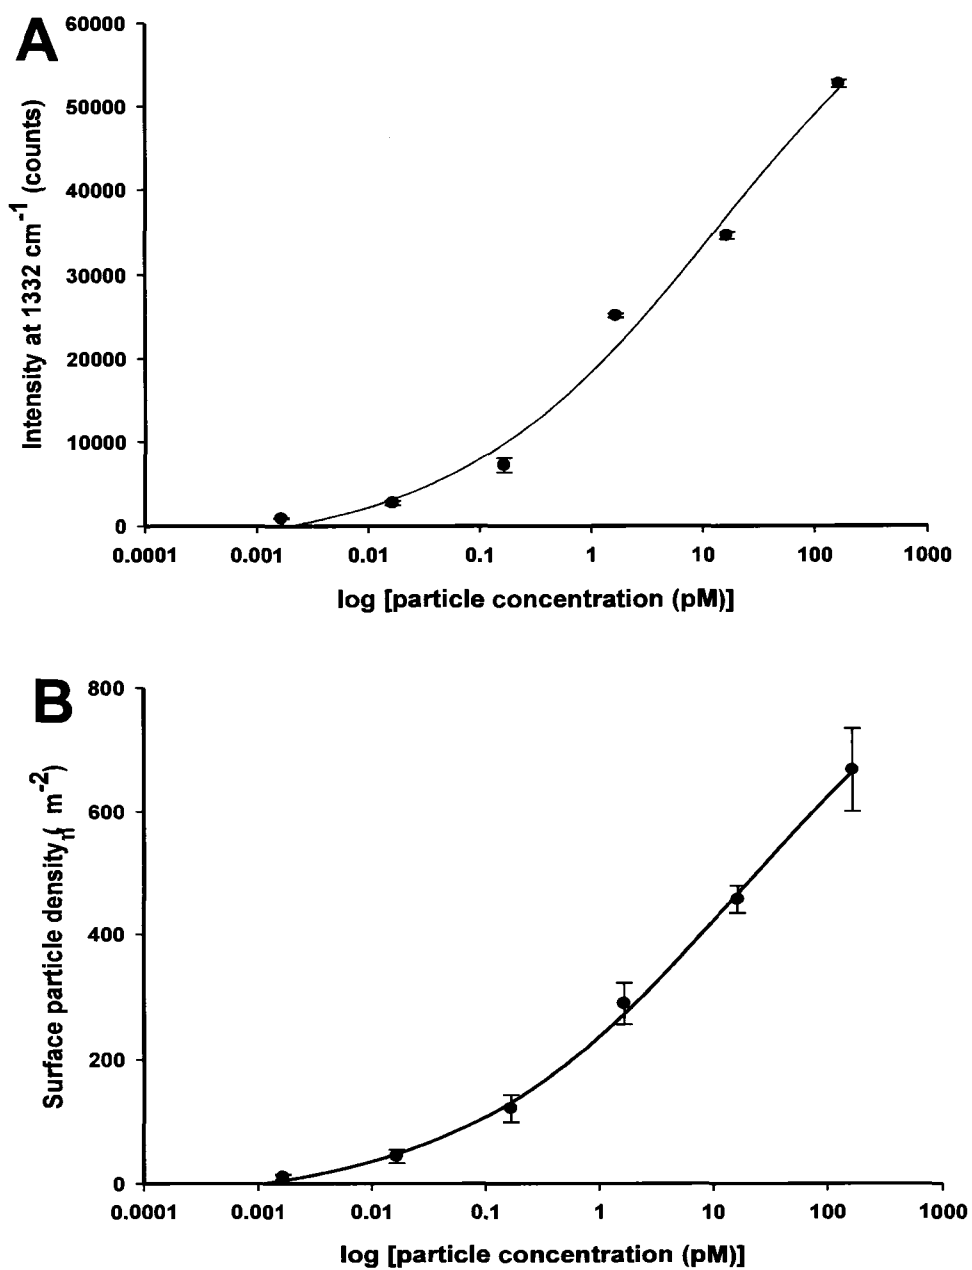 A
60000
50000
40000
30000
20000
10000
0
Intensity at 1332 cm-1 (counts)
0.0001 0.001 0.01 0.1 1 10 100 1000
log [particle concentration (pM)]
B
800
600
400
200
0
Surface particle density ( m-2)
0.0001 0.001 0.01 0.1 1 10 100 1000
log [particle concentration (pM)]